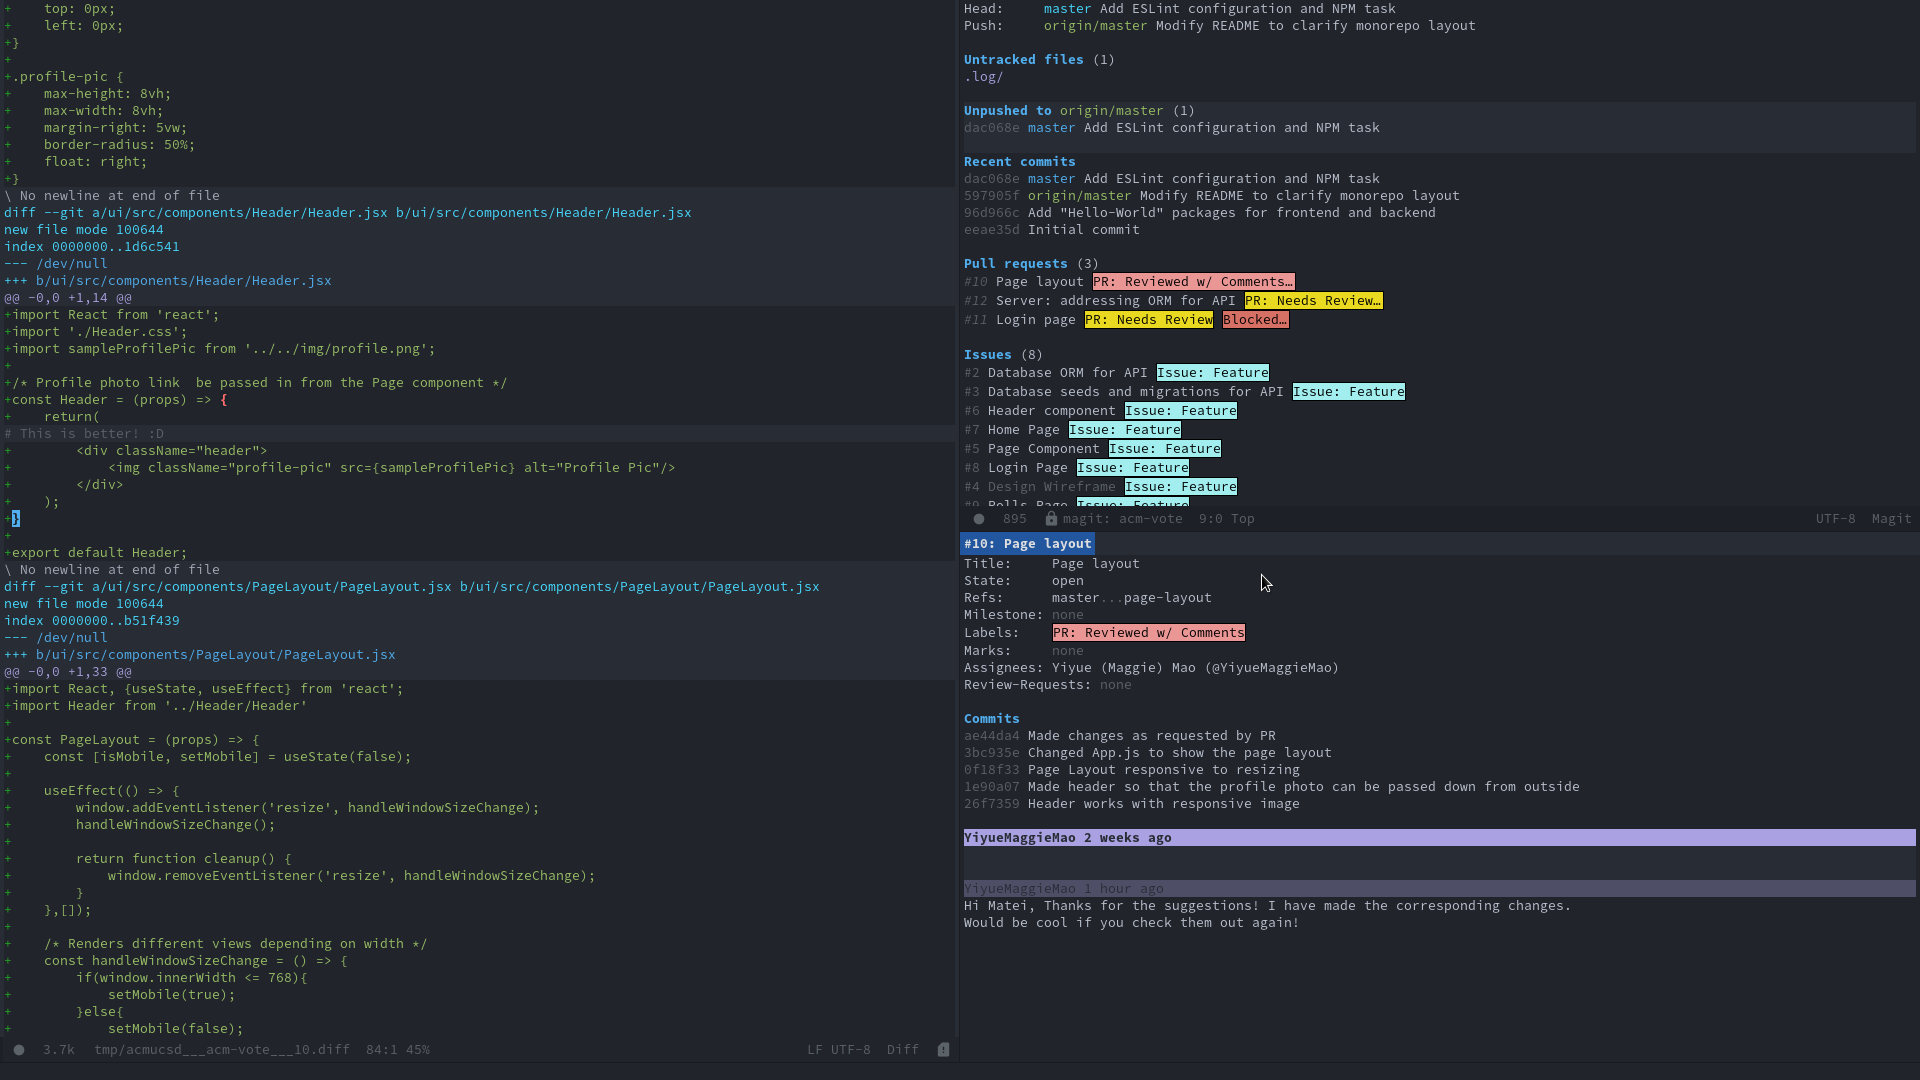 +    top: 0px;
+    left: 0px;
+}
+
+.profile-pic {
+    max-height: 8vh;
+    max-width: 8vh;
+    margin-right: 5vw;
+    border-radius: 50%;
+    float: right;
+}
\ No newline at end of file
diff --git a/ui/src/components/Header/Header.jsx b/ui/src/components/Header/Header.jsx
new file mode 100644
index 0000000..1d6c541
--- /dev/null
+++ b/ui/src/components/Header/Header.jsx
@@ -0,0 +1,14 @@
+import React from 'react';
+import './Header.css';
+import sampleProfilePic from '../../img/profile.png';
+
+/* Profile photo link  be passed in from the Page component */
+const Header = (props) => {
+    return(
# This is better! :D
+        <div className="header">
+            <img className="profile-pic" src={sampleProfilePic} alt="Profile Pic"/>
+        </div>
+    );
+}
+
+export default Header;
\ No newline at end of file
diff --git a/ui/src/components/PageLayout/PageLayout.jsx b/ui/src/components/PageLayout/PageLayout.jsx
new file mode 100644
index 0000000..b51f439
--- /dev/null
+++ b/ui/src/components/PageLayout/PageLayout.jsx
@@ -0,0 +1,33 @@
+import React, {useState, useEffect} from 'react';
+import Header from '../Header/Header'
+
+const PageLayout = (props) => {
+    const [isMobile, setMobile] = useState(false);
+
+    useEffect(() => {
+        window.addEventListener('resize', handleWindowSizeChange);
+        handleWindowSizeChange();
+
+        return function cleanup() {
+            window.removeEventListener('resize', handleWindowSizeChange);
+        }
+    },[]);
+
+    /* Renders different views depending on width */
+    const handleWindowSizeChange = () => {
+        if(window.innerWidth <= 768){
+            setMobile(true);
+        }else{
+            setMobile(false);
3.7k  tmp/acmucsd___acm-vote___10.diff  84:1 45%  LF UTF-8  Diff
Head:     master Add ESLint configuration and NPM task
Push:     origin/master Modify README to clarify monorepo layout
Untracked files (1)
.log/
Unpushed to origin/master (1)
dac068e master Add ESLint configuration and NPM task
Recent commits
dac068e master Add ESLint configuration and NPM task
597905f origin/master Modify README to clarify monorepo layout
96d966c Add "Hello-World" packages for frontend and backend
eeae35d Initial commit
Pull requests (3)
#10 Page layout PR: Reviewed w/ Comments…
#12 Server: addressing ORM for API PR: Needs Review…
#11 Login page PR: Needs Review Blocked…
Issues (8)
#2 Database ORM for API Issue: Feature
#3 Database seeds and migrations for API Issue: Feature
#6 Header component Issue: Feature
#7 Home Page Issue: Feature
#5 Page Component Issue: Feature
#8 Login Page Issue: Feature
#4 Design Wireframe Issue: Feature
#9 Polls Page Issue: Feature
895  magit: acm-vote  9:0 Top  UTF-8  Magit
#10: Page layout
Title:     Page layout
State:     open
Refs:      master...page-layout
Milestone: none
Labels:    PR: Reviewed w/ Comments
Marks:     none
Assignees: Yiyue (Maggie) Mao (@YiyueMaggieMao)
Review-Requests: none
Commits
ae44da4 Made changes as requested by PR
3bc935e Changed App.js to show the page layout
0f18f33 Page Layout responsive to resizing
1e90a07 Made header so that the profile photo can be passed down from outside
26f7359 Header works with responsive image
YiyueMaggieMao 2 weeks ago
YiyueMaggieMao 1 hour ago
Hi Matei, Thanks for the suggestions! I have made the corresponding changes.
Would be cool if you check them out again!